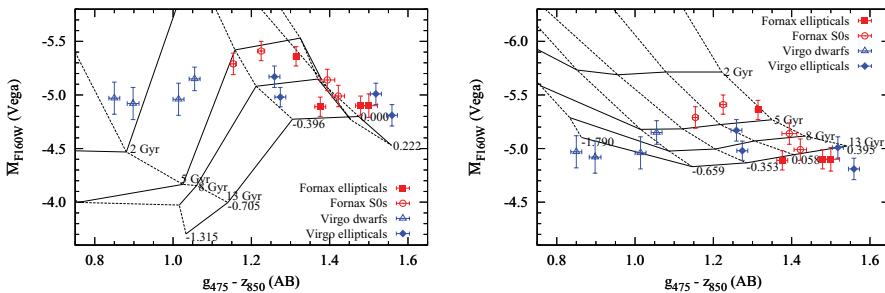 Fornax ellipticals
Fornax S0s
-5.5
-5.0
-4.5
-4.0
M̅F160W (Vega)
2 Gyr
5 Gyr
8 Gyr
13 Gyr
-0.705
-1.315
-0.396
0.000
0.222
Virgo dwarfs
Virgo ellipticals
0.8 1.0 1.2 1.4 1.6
g475 - z850 (AB)
Fornax ellipticals
Fornax S0s
Virgo dwarfs
Virgo ellipticals
-6.0
-5.5
-5.0
-4.5
M̅F160W (Vega)
2 Gyr
5 Gyr
8 Gyr
13 Gyr
0.395
0.058
-0.353
-0.659
-1.790
0.8 1.0 1.2 1.4 1.6
g475 - z850 (AB)